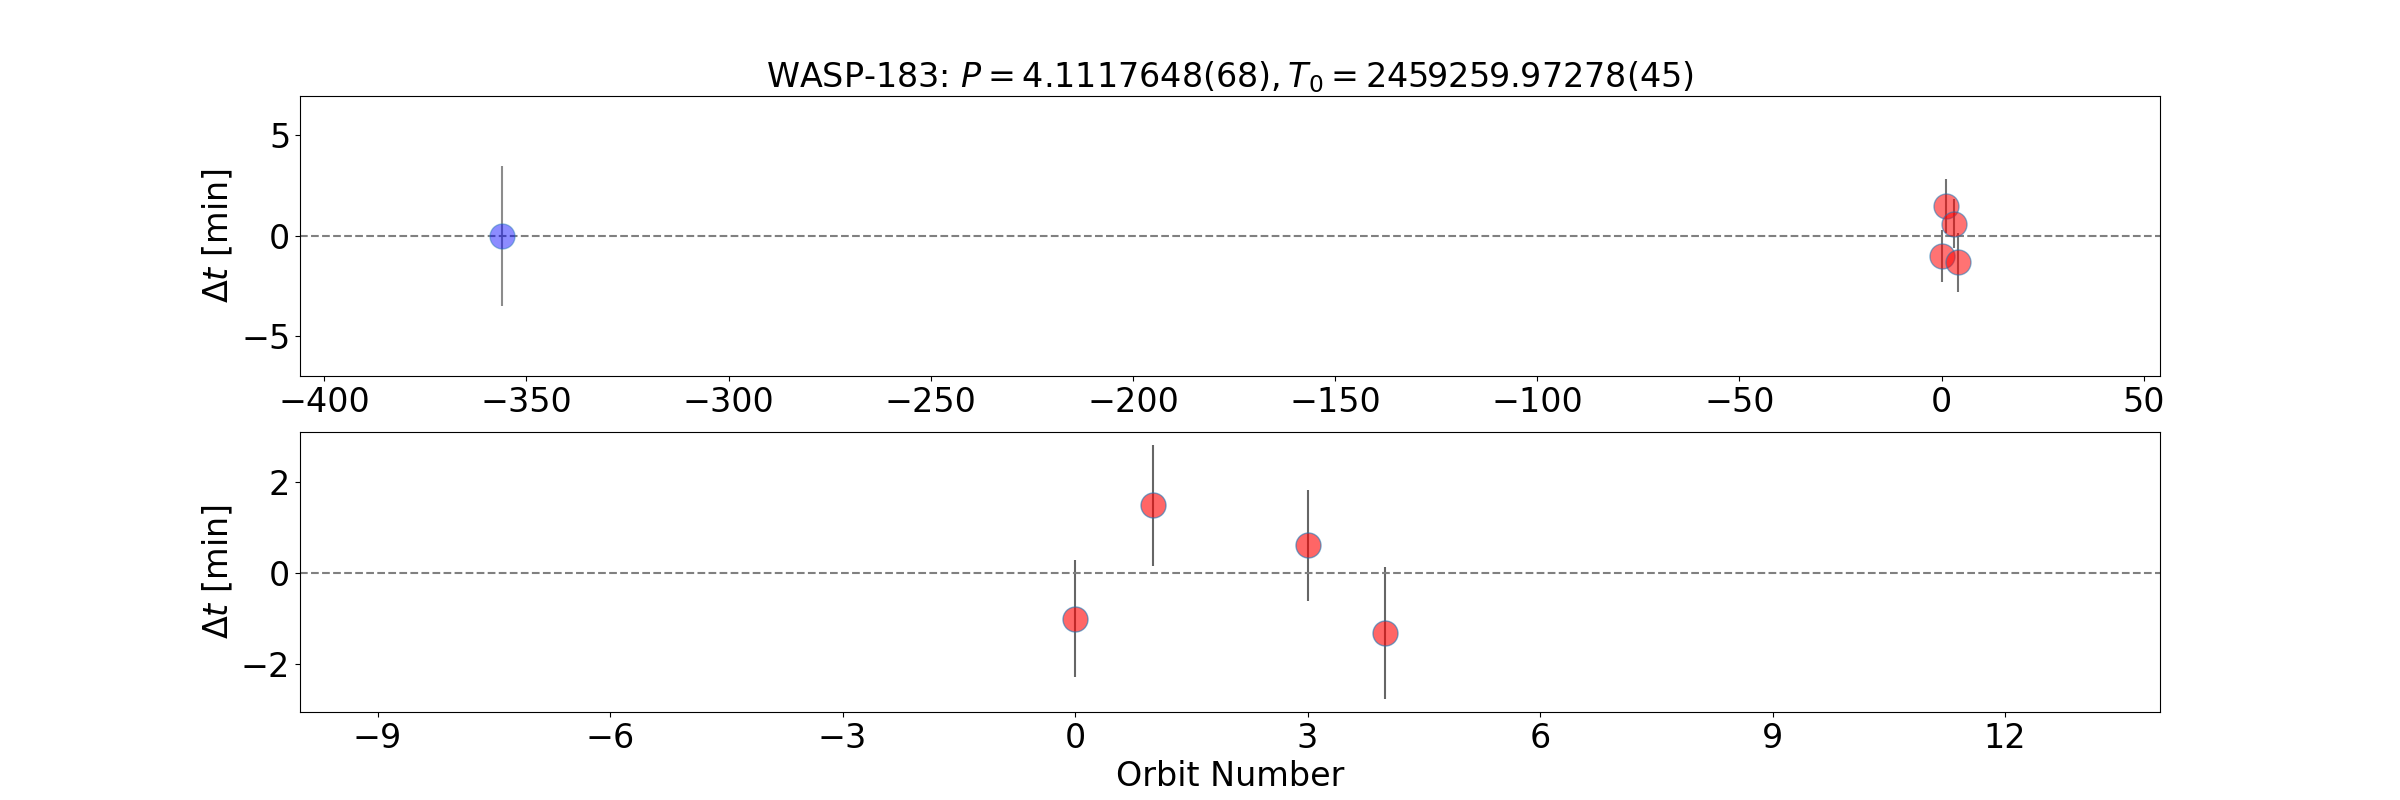 WASP-183: P = 4.1117648(68), T₀ = 2459259.97278(45)
Δt [min]
5
0
−5
−400 −350 −300 −250 −200 −150 −100 −50 0 50
Δt [min]
2
0
−2
−9 −6 −3 0 3 6 9 12
Orbit Number